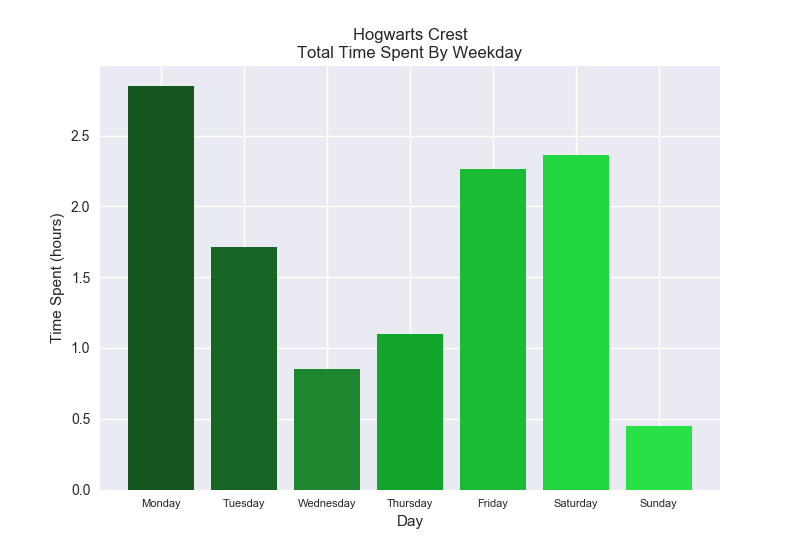 Hogwarts Crest
Total Time Spent By Weekday
Time Spent (hours)
2.5
2.0
1.5
1.0
0.5
0.0
Monday Tuesday Wednesday Thursday Friday Saturday Sunday
Day